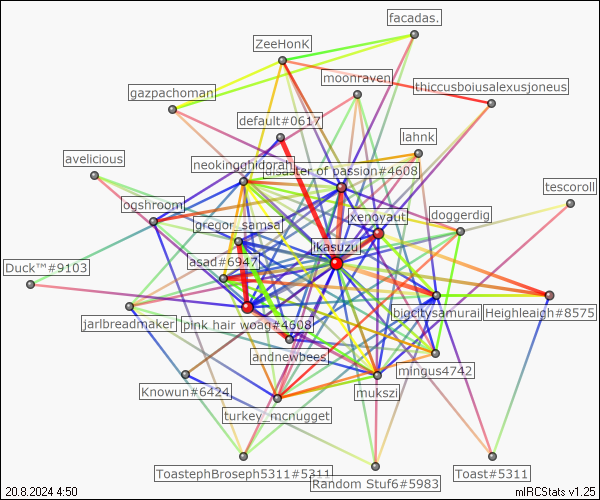 facadas.
ZeeHonK
moonraven
thiccusboiusalexusjoneus
gazpachoman
default#0617
lahnk
avelicious
neokingghidorah
disaster of passion#4608
tescoroll
ogshroom
xenoyaut
doggerdig
gregor_samsa
ikasuzu
asad#6947
Duck™#9103
bigcitysamurai
Heighleigh#8575
jarlbreadmaker
pink hair woag#4608
andnewbees
mingus4742
Knowun#6424
mukszi
turkey_mcnugget
ToastephBroseph5311#5311
Toast#5311
Random Stuf6#5983
20.8.2024 4:50
mIRCStats v1.25